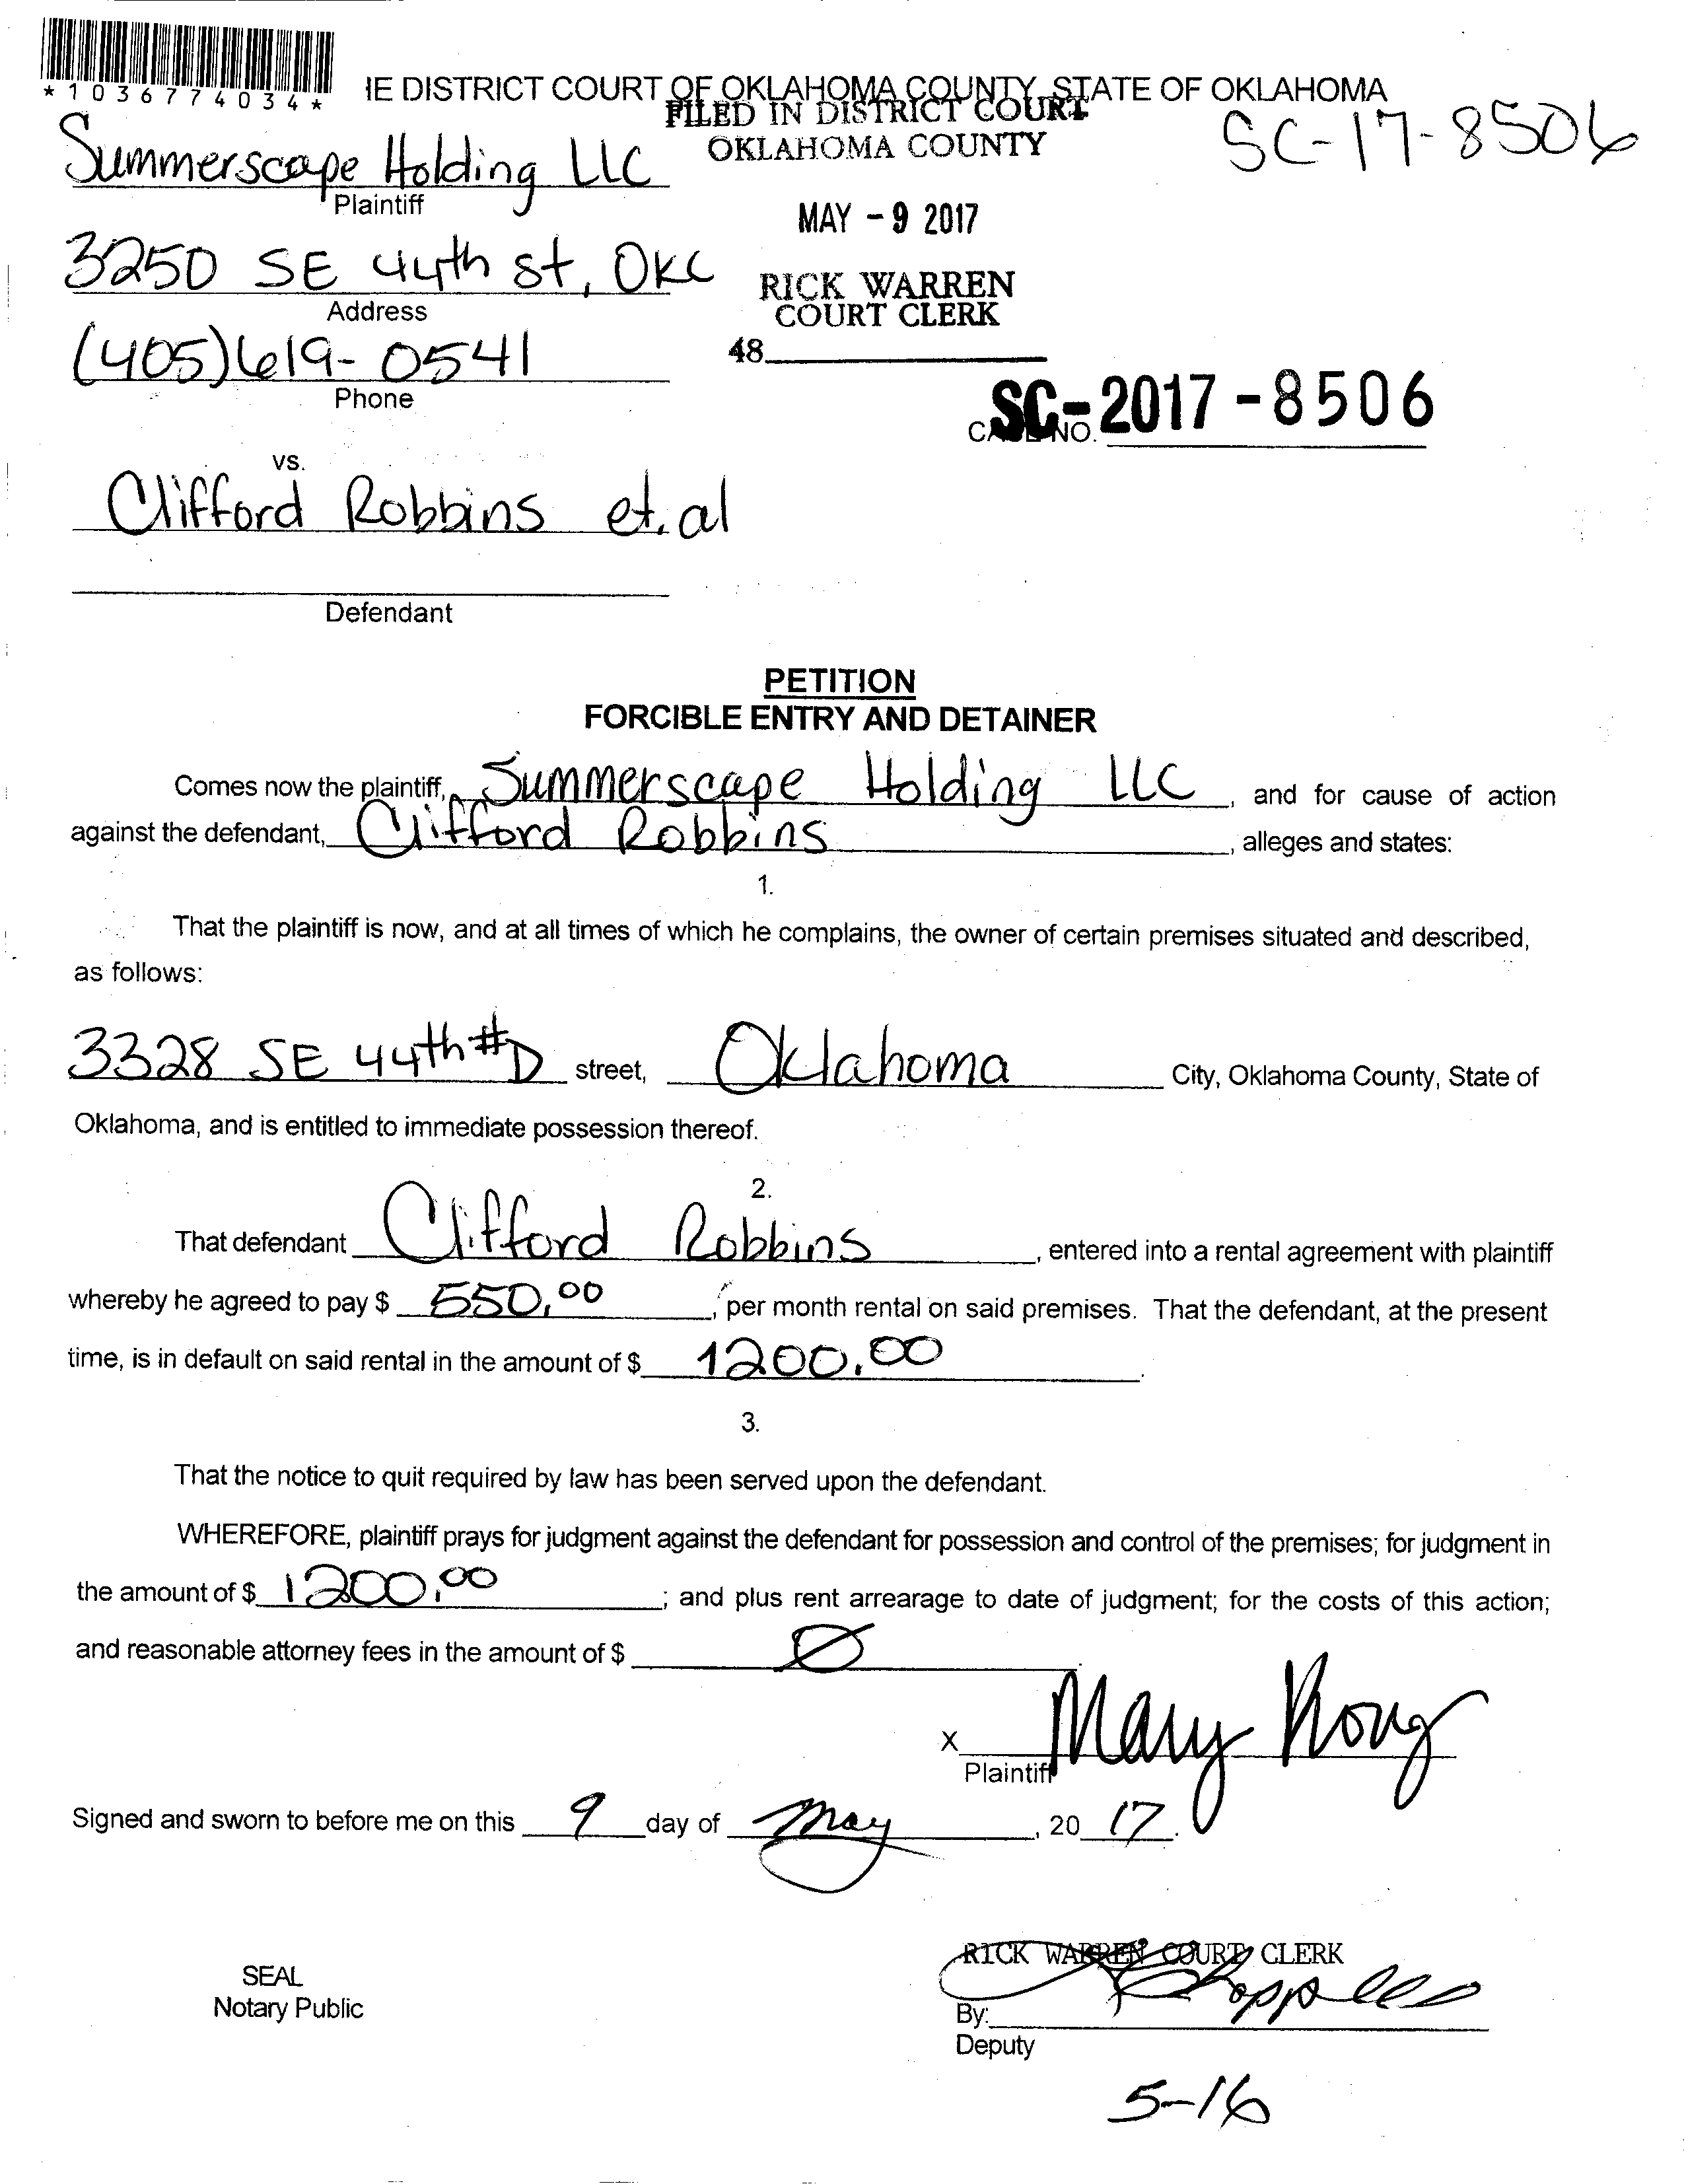 *1036774034*
IE DISTRICT COURT OF OKLAHOMA COUNTY, STATE OF OKLAHOMA
FILED IN DISTRICT COURT
OKLAHOMA COUNTY
SC-17-8506
Summerscape Holding LLC
Plaintiff
MAY - 9 2017
3250 SE 44th st, OKC
Address
RICK WARREN
COURT CLERK
(405)619-0541
Phone
48
CASE NO. SC-2017-8506
vs.
Clifford Robbins et.al
Defendant
PETITION
FORCIBLE ENTRY AND DETAINER
Comes now the plaintiff, Summerscape Holding LLC, and for cause of action
against the defendant, Clifford Robbins, alleges and states:
1.
That the plaintiff is now, and at all times of which he complains, the owner of certain premises situated and described,
as follows:
3328 SE 44th #D street, Oklahoma City, Oklahoma County, State of
Oklahoma, and is entitled to immediate possession thereof.
2.
That defendant Clifford Robbins, entered into a rental agreement with plaintiff
whereby he agreed to pay $ 550.00, per month rental on said premises. That the defendant, at the present
time, is in default on said rental in the amount of $ 1200.00.
3.
That the notice to quit required by law has been served upon the defendant.
WHEREFORE, plaintiff prays for judgment against the defendant for possession and control of the premises; for judgment in
the amount of $ 1200.00; and plus rent arrearage to date of judgment; for the costs of this action;
and reasonable attorney fees in the amount of $ Ø.
X Mary
Plaintiff
Signed and sworn to before me on this 9 day of May, 2017.
RICK WARREN COURT CLERK
SEAL
Notary Public
By:
Deputy
5-16